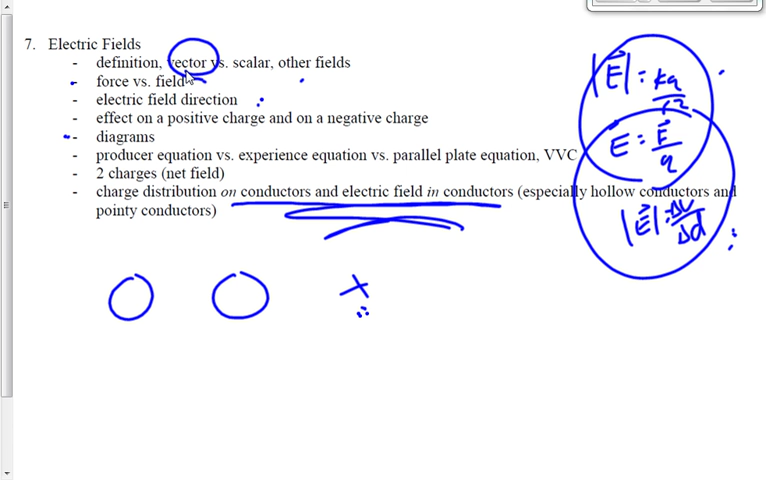 7. Electric Fields
- definition, vector vs. scalar, other fields
- force vs. field
- electric field direction
- effect on a positive charge and on a negative charge
- diagrams
- producer equation vs. experience equation vs. parallel plate equation, VVC
- 2 charges (net field)
- charge distribution on conductors and electric field in conductors (especially hollow conductors and
pointy conductors)
|E⃗| = kq/r²
E⃗ = F⃗/q
|E⃗| = ΔV/Δd